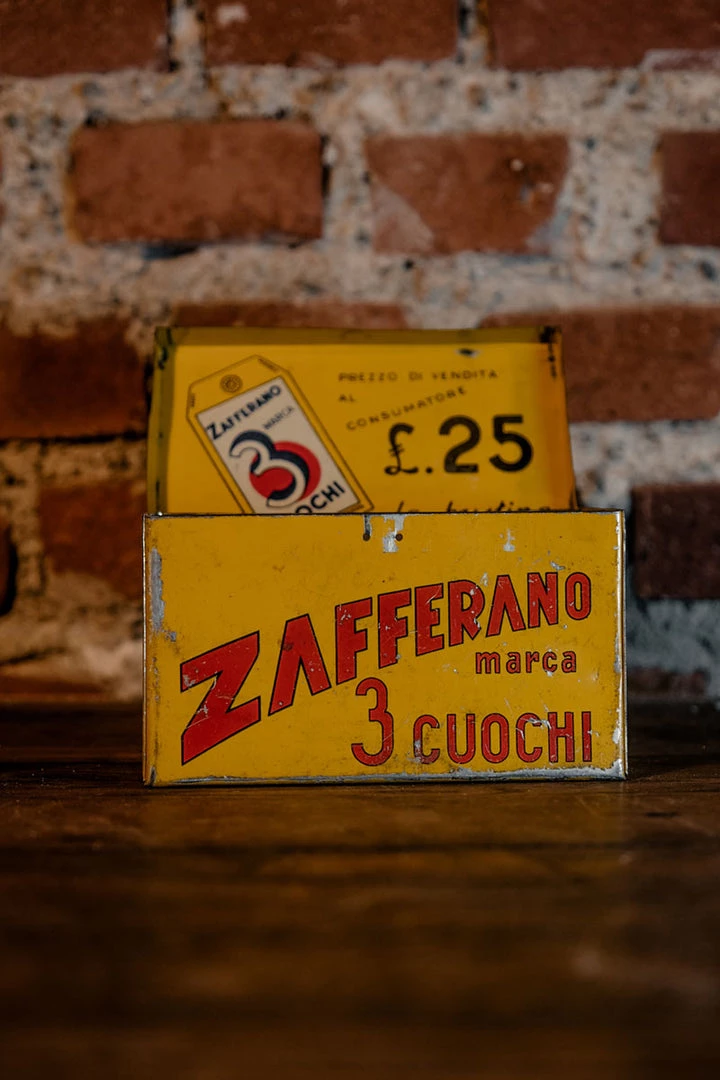 PREZZO DI VENDITA
AL CONSUMATORE
£.25
ZAFFERANO
MARCA
3
CUOCHI
ZAFFERANO
marca
3 CUOCHI